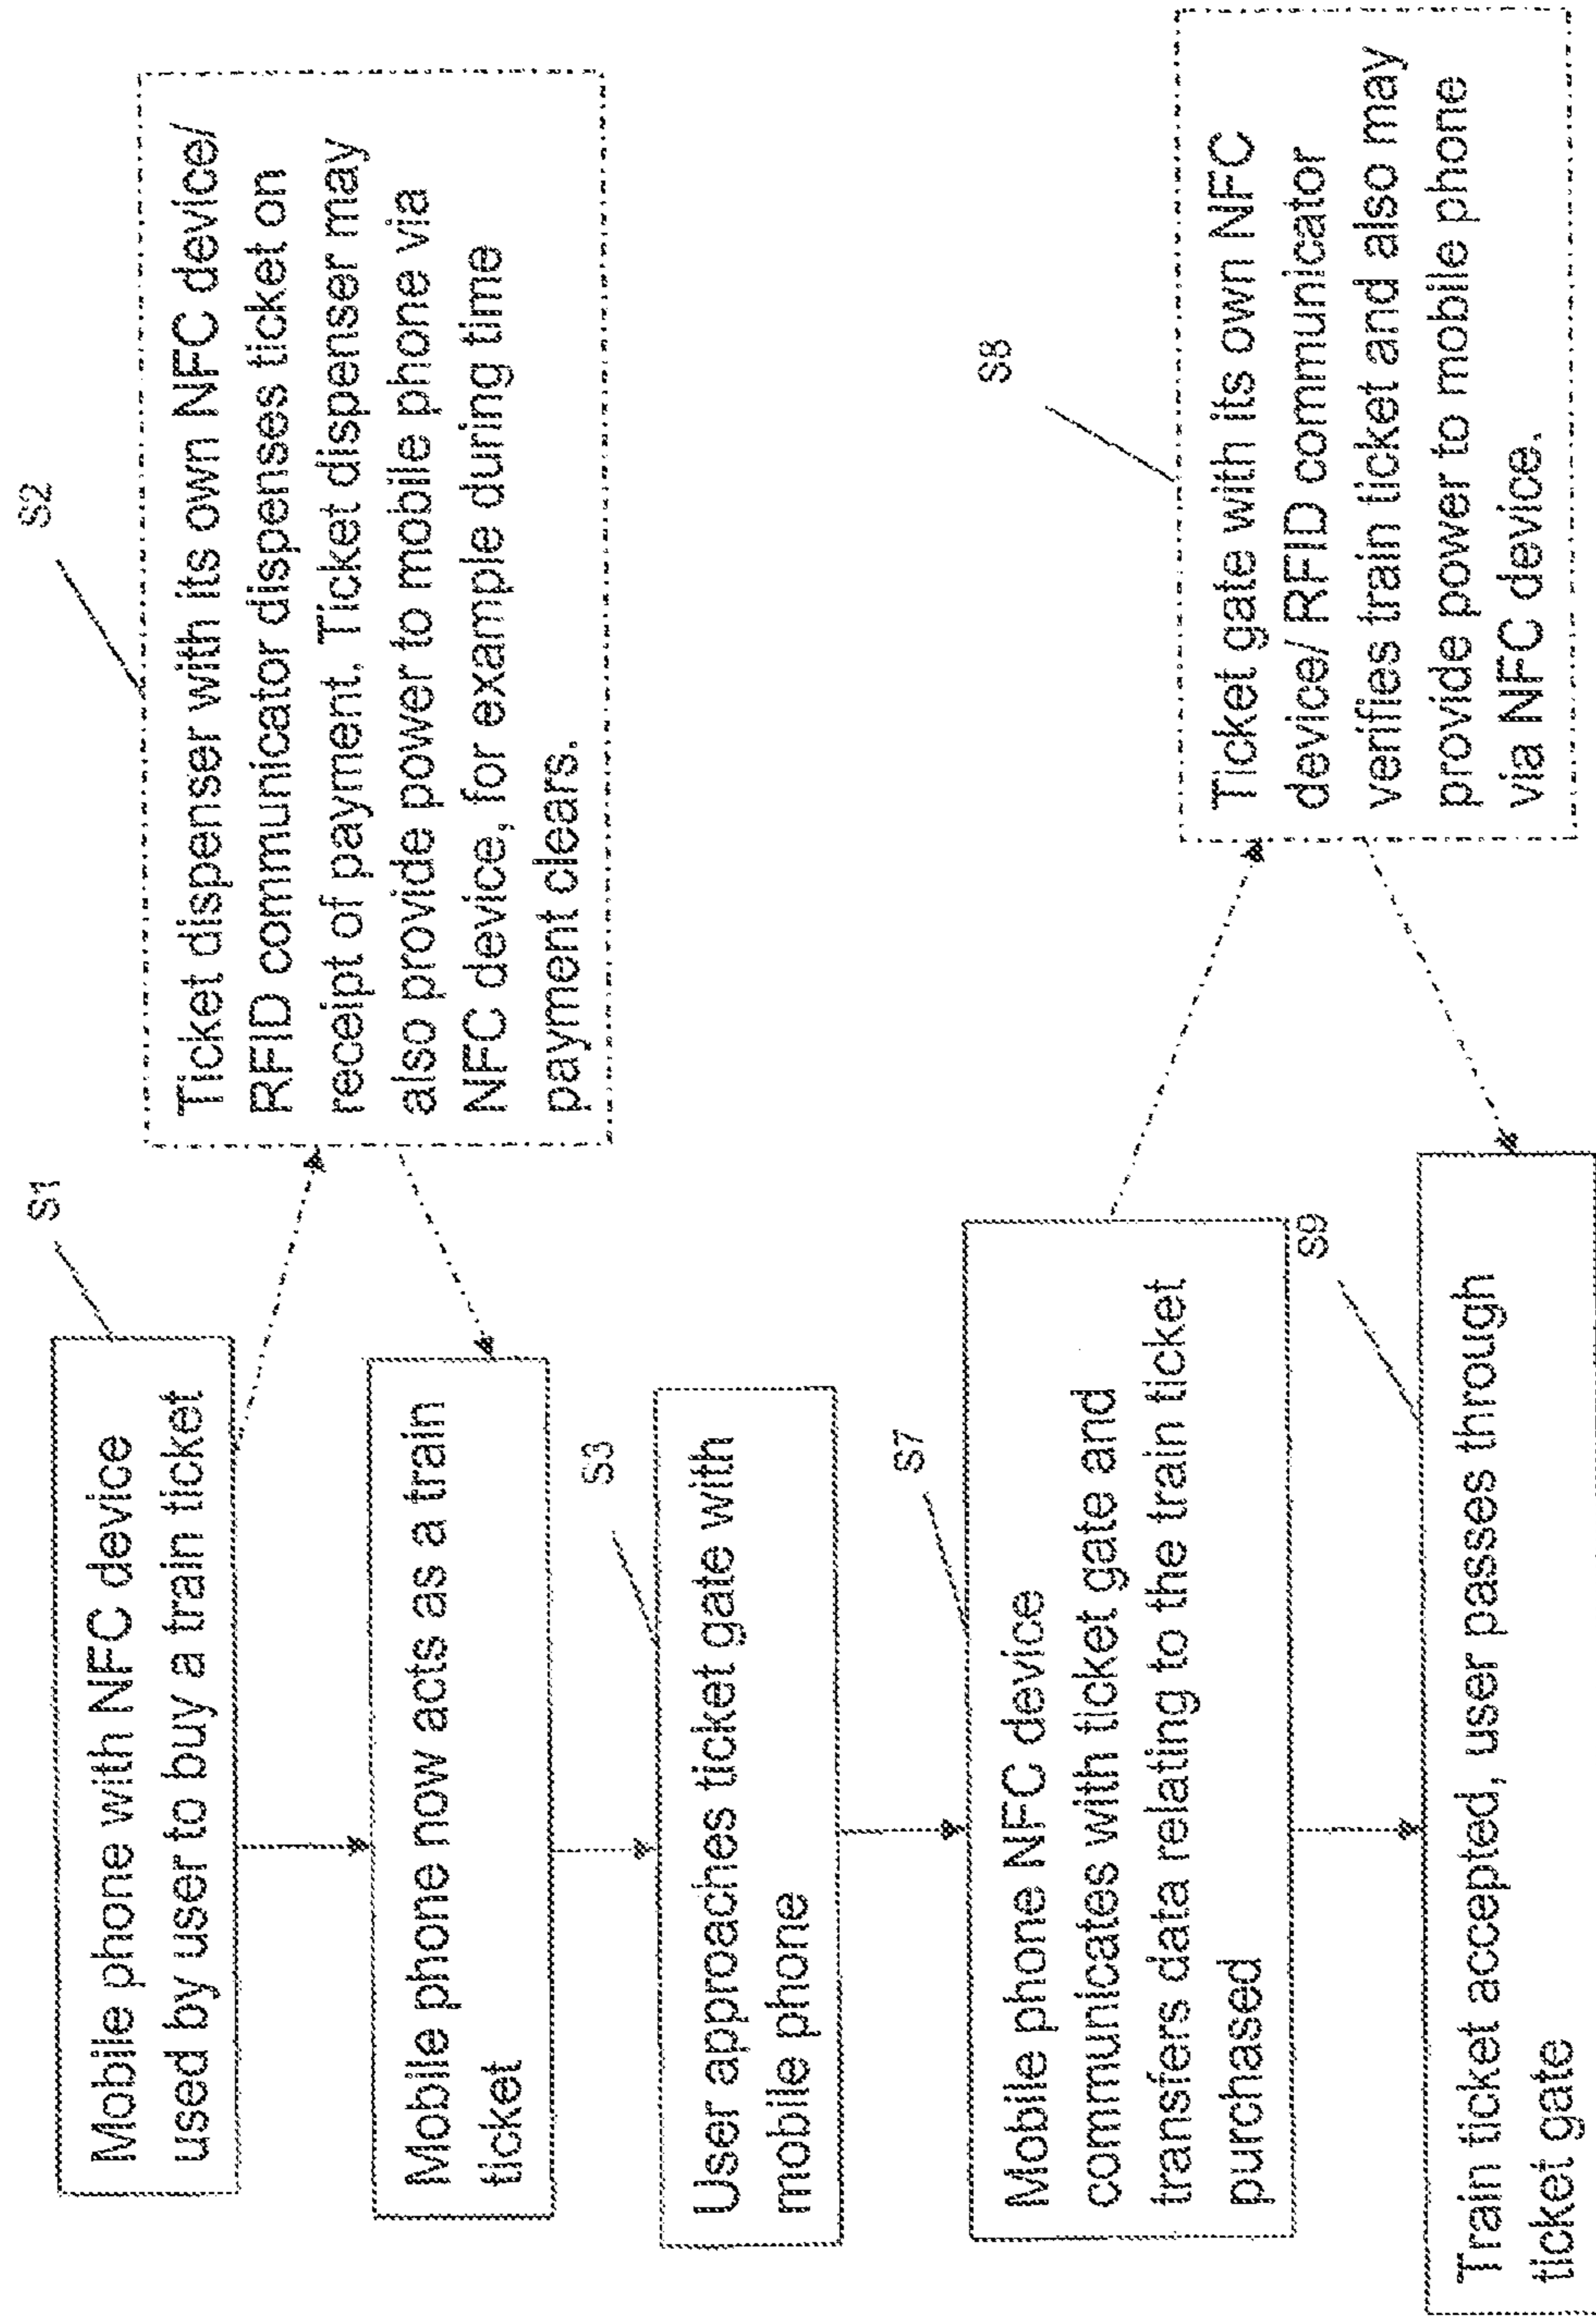 S1
Mobile phone with NFC device
used by user to buy a train ticket
S2
Ticket dispenser with its own NFC device/
RFID communicator dispenses ticket on
receipt of payment. Ticket dispenser may
also provide power to mobile phone via
NFC device, for example during time
payment clears.
Mobile phone now acts as a train
ticket
S3
User approaches ticket gate with
mobile phone
S7
Mobile phone NFC device
communicates with ticket gate and
transfers data relating to the train ticket
purchased
S8
Ticket gate with its own NFC
device/ RFID communicator
verifies train ticket and also may
provide power to mobile phone
via NFC device.
S9
Train ticket accepted, user passes through
ticket gate